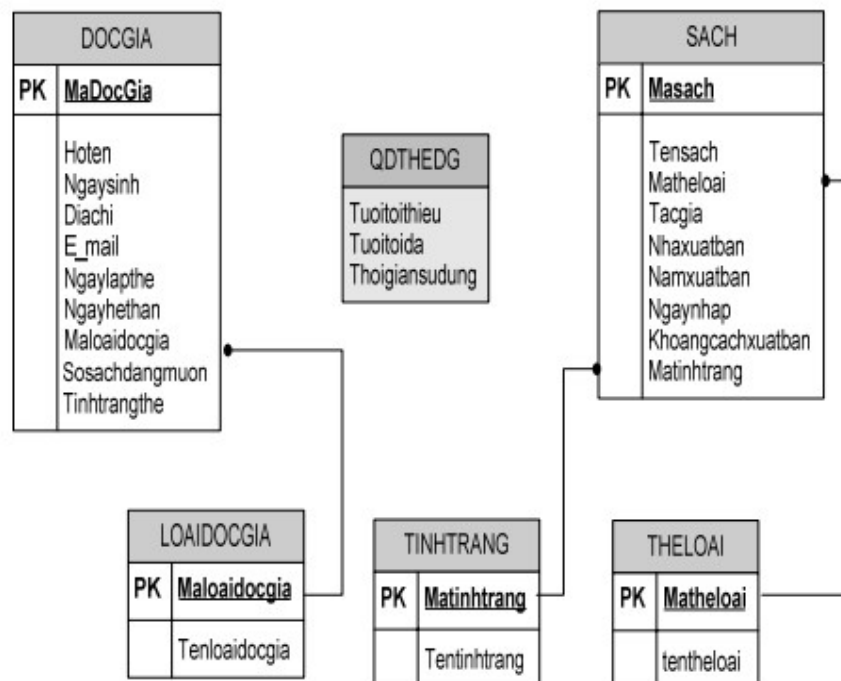 DOCGIA
PK MaDocGia
Hoten
Ngaysinh
Diachi
E_mail
Ngaylapthe
Ngayhethan
Maloaidocgia
Sosachdangmuon
Tinhtrangthe
QDTHEDG
Tuoitoithieu
Tuoitoida
Thoigiansudung
SACH
PK Masach
Tensach
Matheloai
Tacgia
Nhaxuatban
Namxuatban
Ngaynhap
Khoangcachxuatban
Matinhtrang
LOAIDOCGIA
PK Maloaidocgia
Tenloaidocgia
TINHTRANG
PK Matinhtrang
Tentinhtrang
THELOAI
PK Matheloai
tentheloai